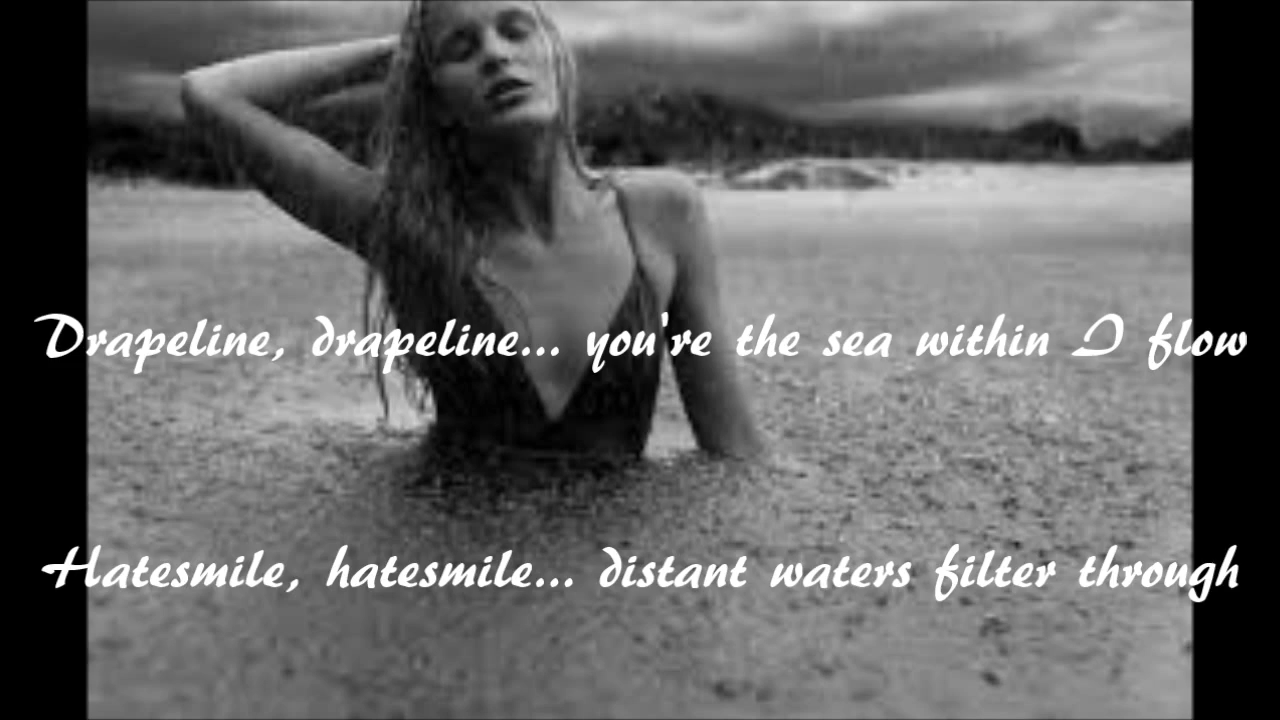 Drapeline, drapeline... you're the sea within I flow
Hatesmile, hatesmile... distant waters filter through